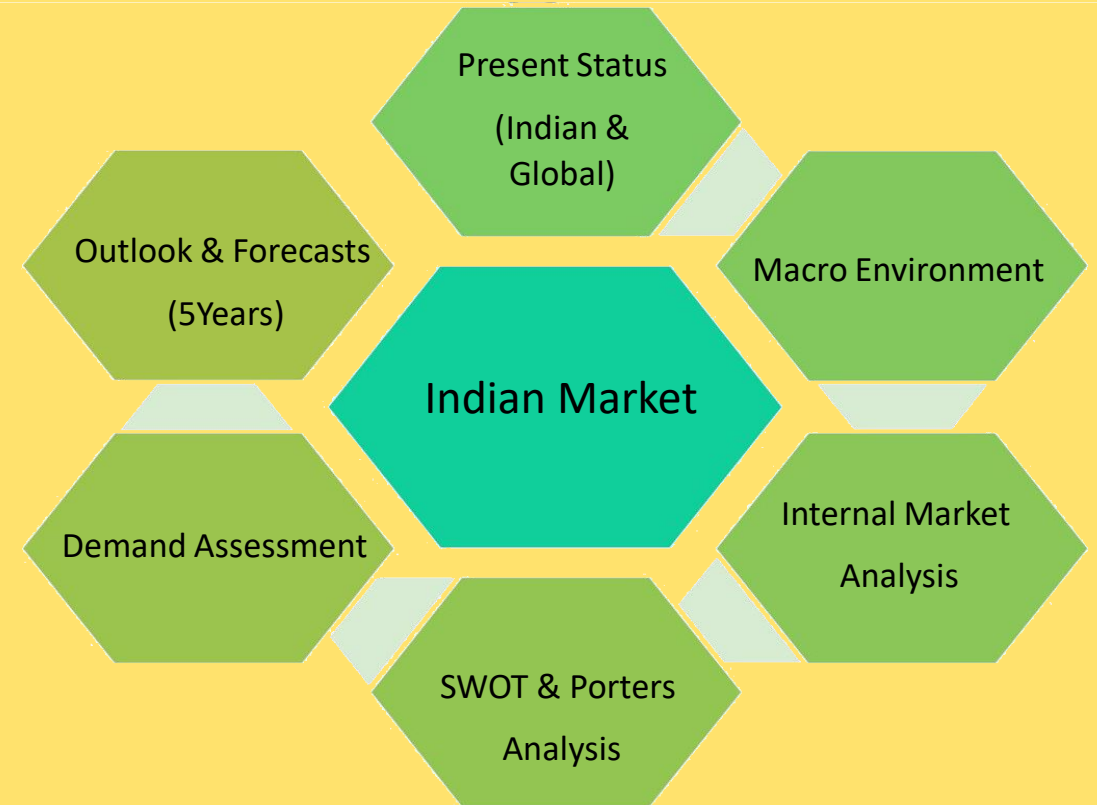 Present Status
(Indian &
Global)
Macro Environment
Internal Market
Analysis
SWOT & Porters
Analysis
Demand Assessment
Outlook & Forecasts
(5Years)
Indian Market